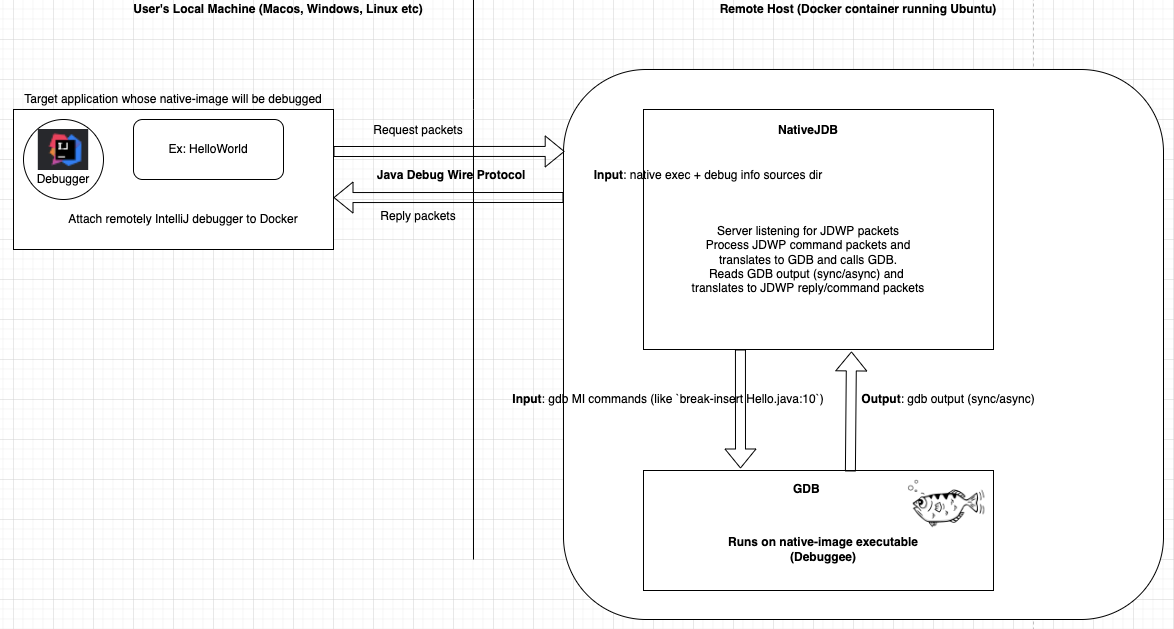 User's Local Machine (Macos, Windows, Linux etc)
Remote Host (Docker container running Ubuntu)
Target application whose native-image will be debugged
IJ
Debugger
Ex: HelloWorld
Attach remotely IntelliJ debugger to Docker
Request packets
Java Debug Wire Protocol
Reply packets
NativeJDB
Input: native exec + debug info sources dir
Server listening for JDWP packets
Process JDWP command packets and
translates to GDB and calls GDB.
Reads GDB output (sync/async) and
translates to JDWP reply/command packets
Input: gdb MI commands (like `break-insert Hello.java:10`)
Output: gdb output (sync/async)
GDB
Runs on native-image executable
(Debuggee)